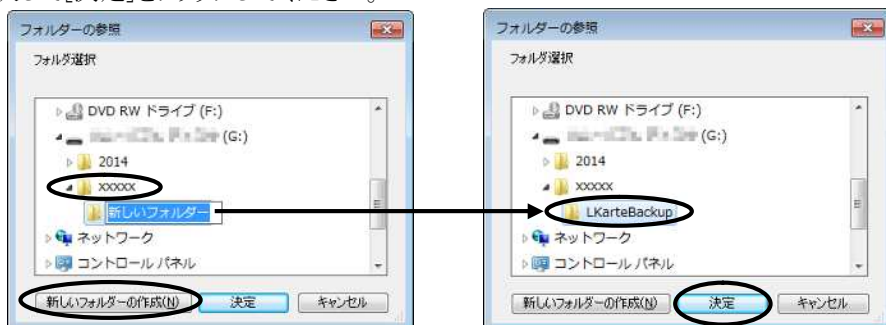 フォルダーの参照
フォルダ選択
DVD RW ドライブ (F:)
(G:)
2014
xxxxx
新しいフォルダー
ネットワーク
コントロール パネル
新しいフォルダーの作成(N)
決定
キャンセル
フォルダーの参照
フォルダ選択
DVD RW ドライブ (F:)
(G:)
2014
xxxxx
LKarteBackup
ネットワーク
コントロール パネル
新しいフォルダーの作成(N)
決定
キャンセル